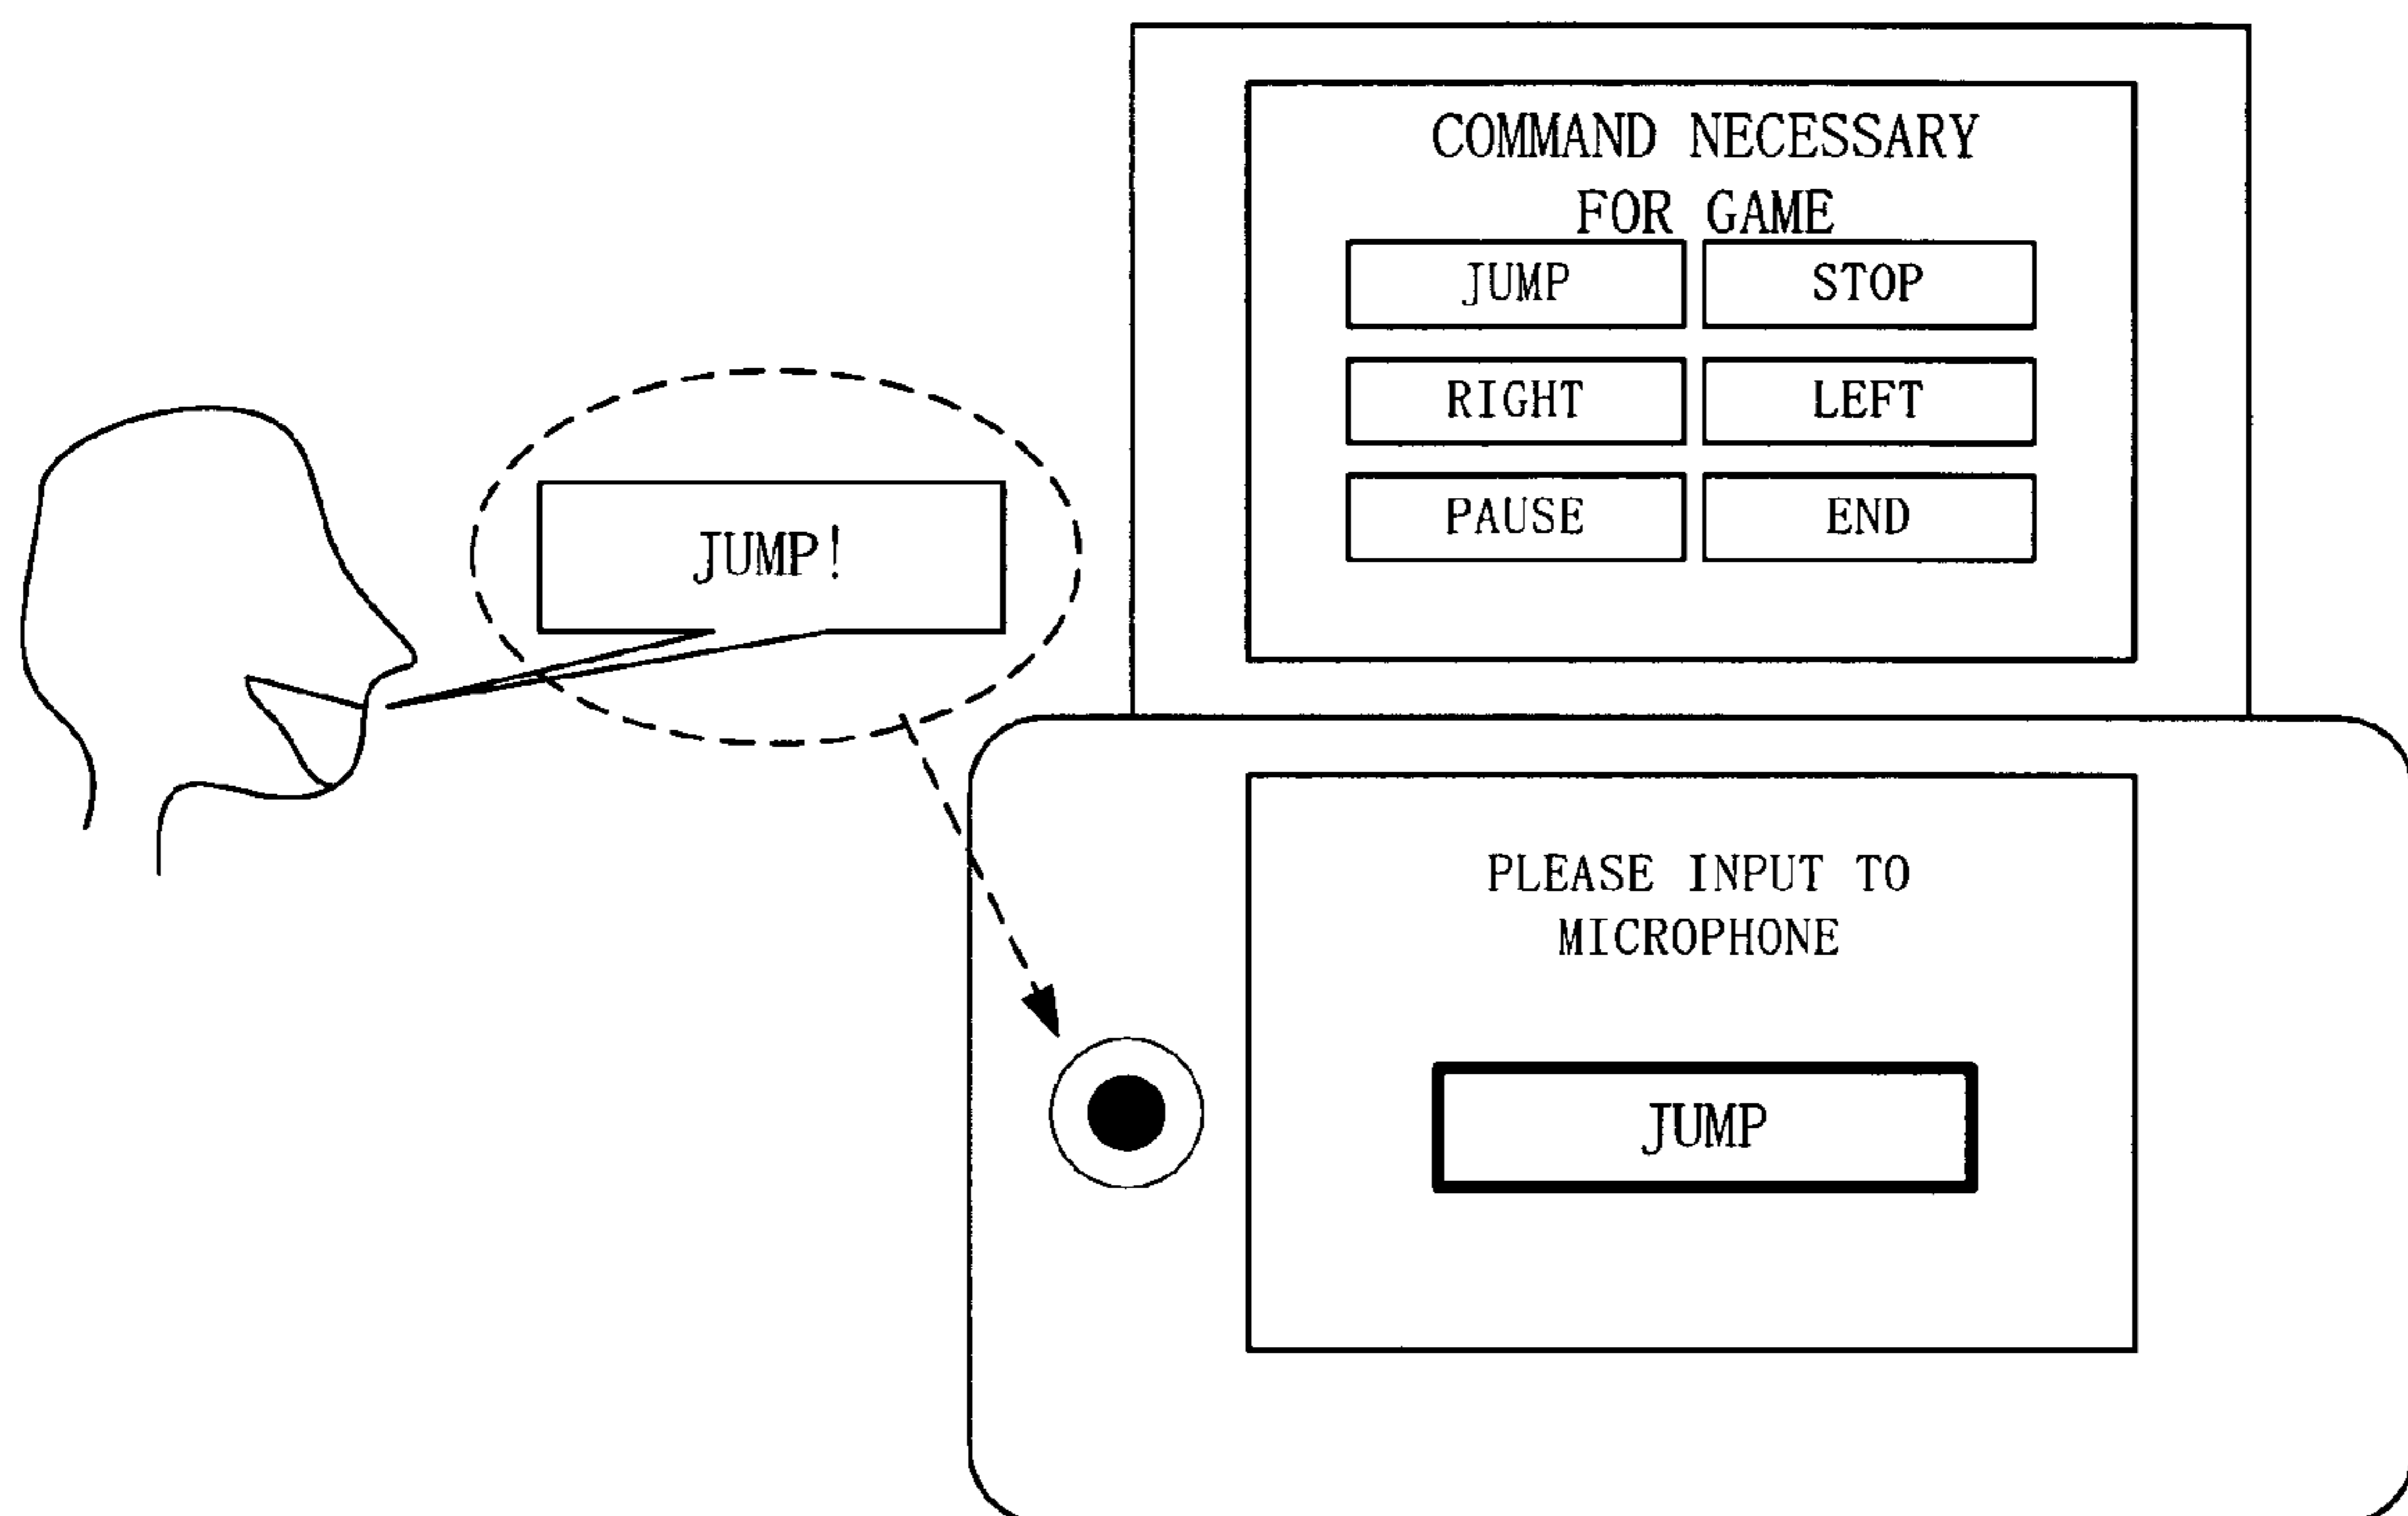 COMMAND NECESSARY
FOR GAME
JUMP STOP
RIGHT LEFT
PAUSE END
JUMP!
PLEASE INPUT TO
MICROPHONE
JUMP